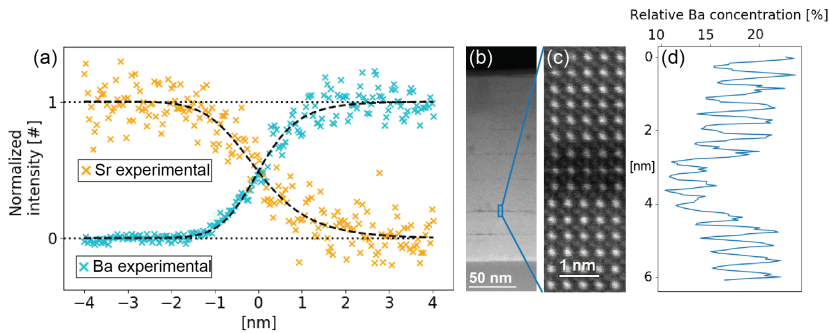 Relative Ba concentration [%]
10 15 20
(a)
(b)
(c)
(d)
Normalized
intensity [#]
1
0
Sr experimental
Ba experimental
−4 −3 −2 −1 0 1 2 3 4
[nm]
50 nm
1 nm
0
2
[nm]
4
6